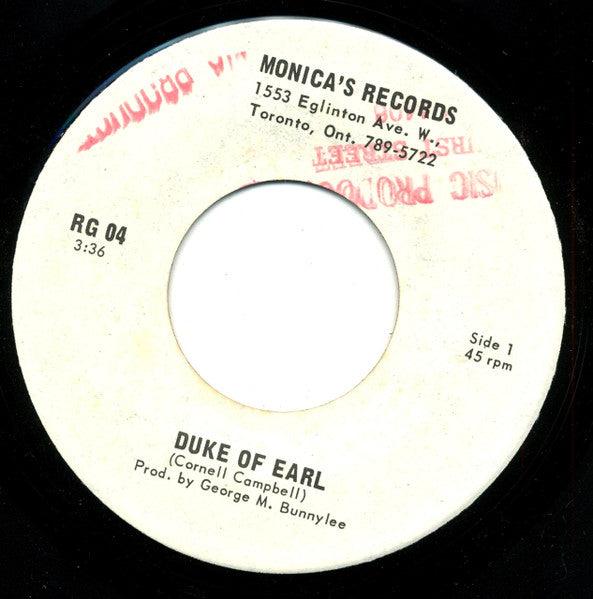 MONICA'S RECORDS
1553 Eglinton Ave. W.,
Toronto, Ont. 789-5722
RG 04
3:36
Side 1
45 rpm
DUKE OF EARL
(Cornell Campbell)
Prod. by George M. Bunnylee
STREET